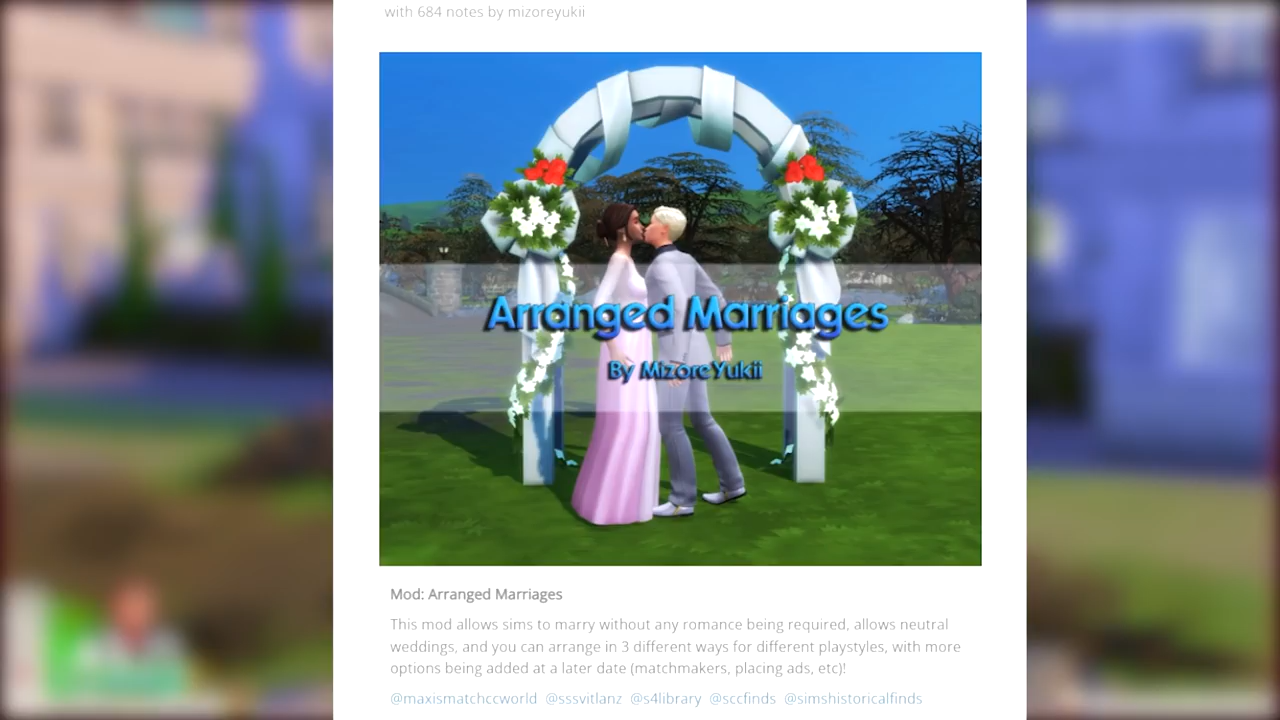 with 684 notes by mizoreyukii
Arranged Marriages
By MizoreYukii
Mod: Arranged Marriages
This mod allows sims to marry without any romance being required, allows neutral
weddings, and you can arrange in 3 different ways for different playstyles, with more
options being added at a later date (matchmakers, placing ads, etc)!
@maxismatchccworld @sssvitlanz @s4library @sccfinds @simshistoricalfinds